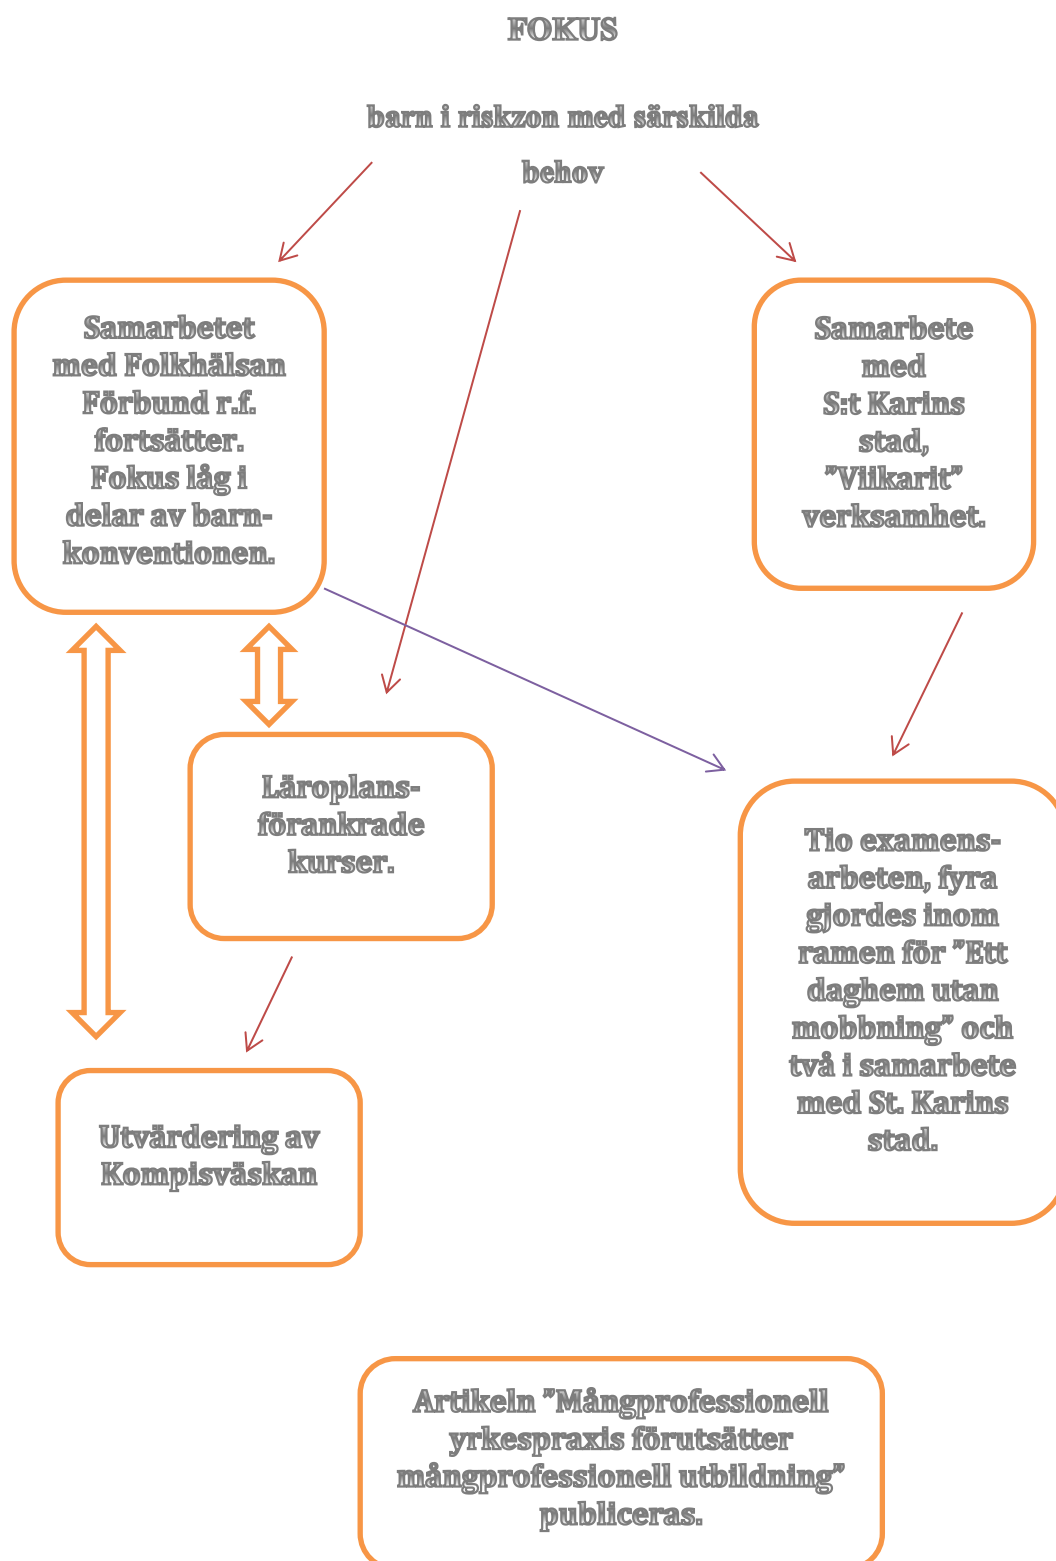 FOKUS
barn i riskzon med särskilda
behov
Samarbetet
med Folkhälsan
Förbund r.f.
fortsätter.
Fokus låg i
delar av barn-
konventionen.
Samarbete
med
S:t Karins
stad,
”Viikarit”
verksamhet.
Läroplans-
förankrade
kurser.
Tio examens-
arbeten, fyra
gjordes inom
ramen för ”Ett
daghem utan
mobbning” och
två i samarbete
med St. Karins
stad.
Utvärdering av
Kompisväskan
Artikeln ”Mångprofessionell
yrkespraxis förutsätter
mångprofessionell utbildning”
publiceras.